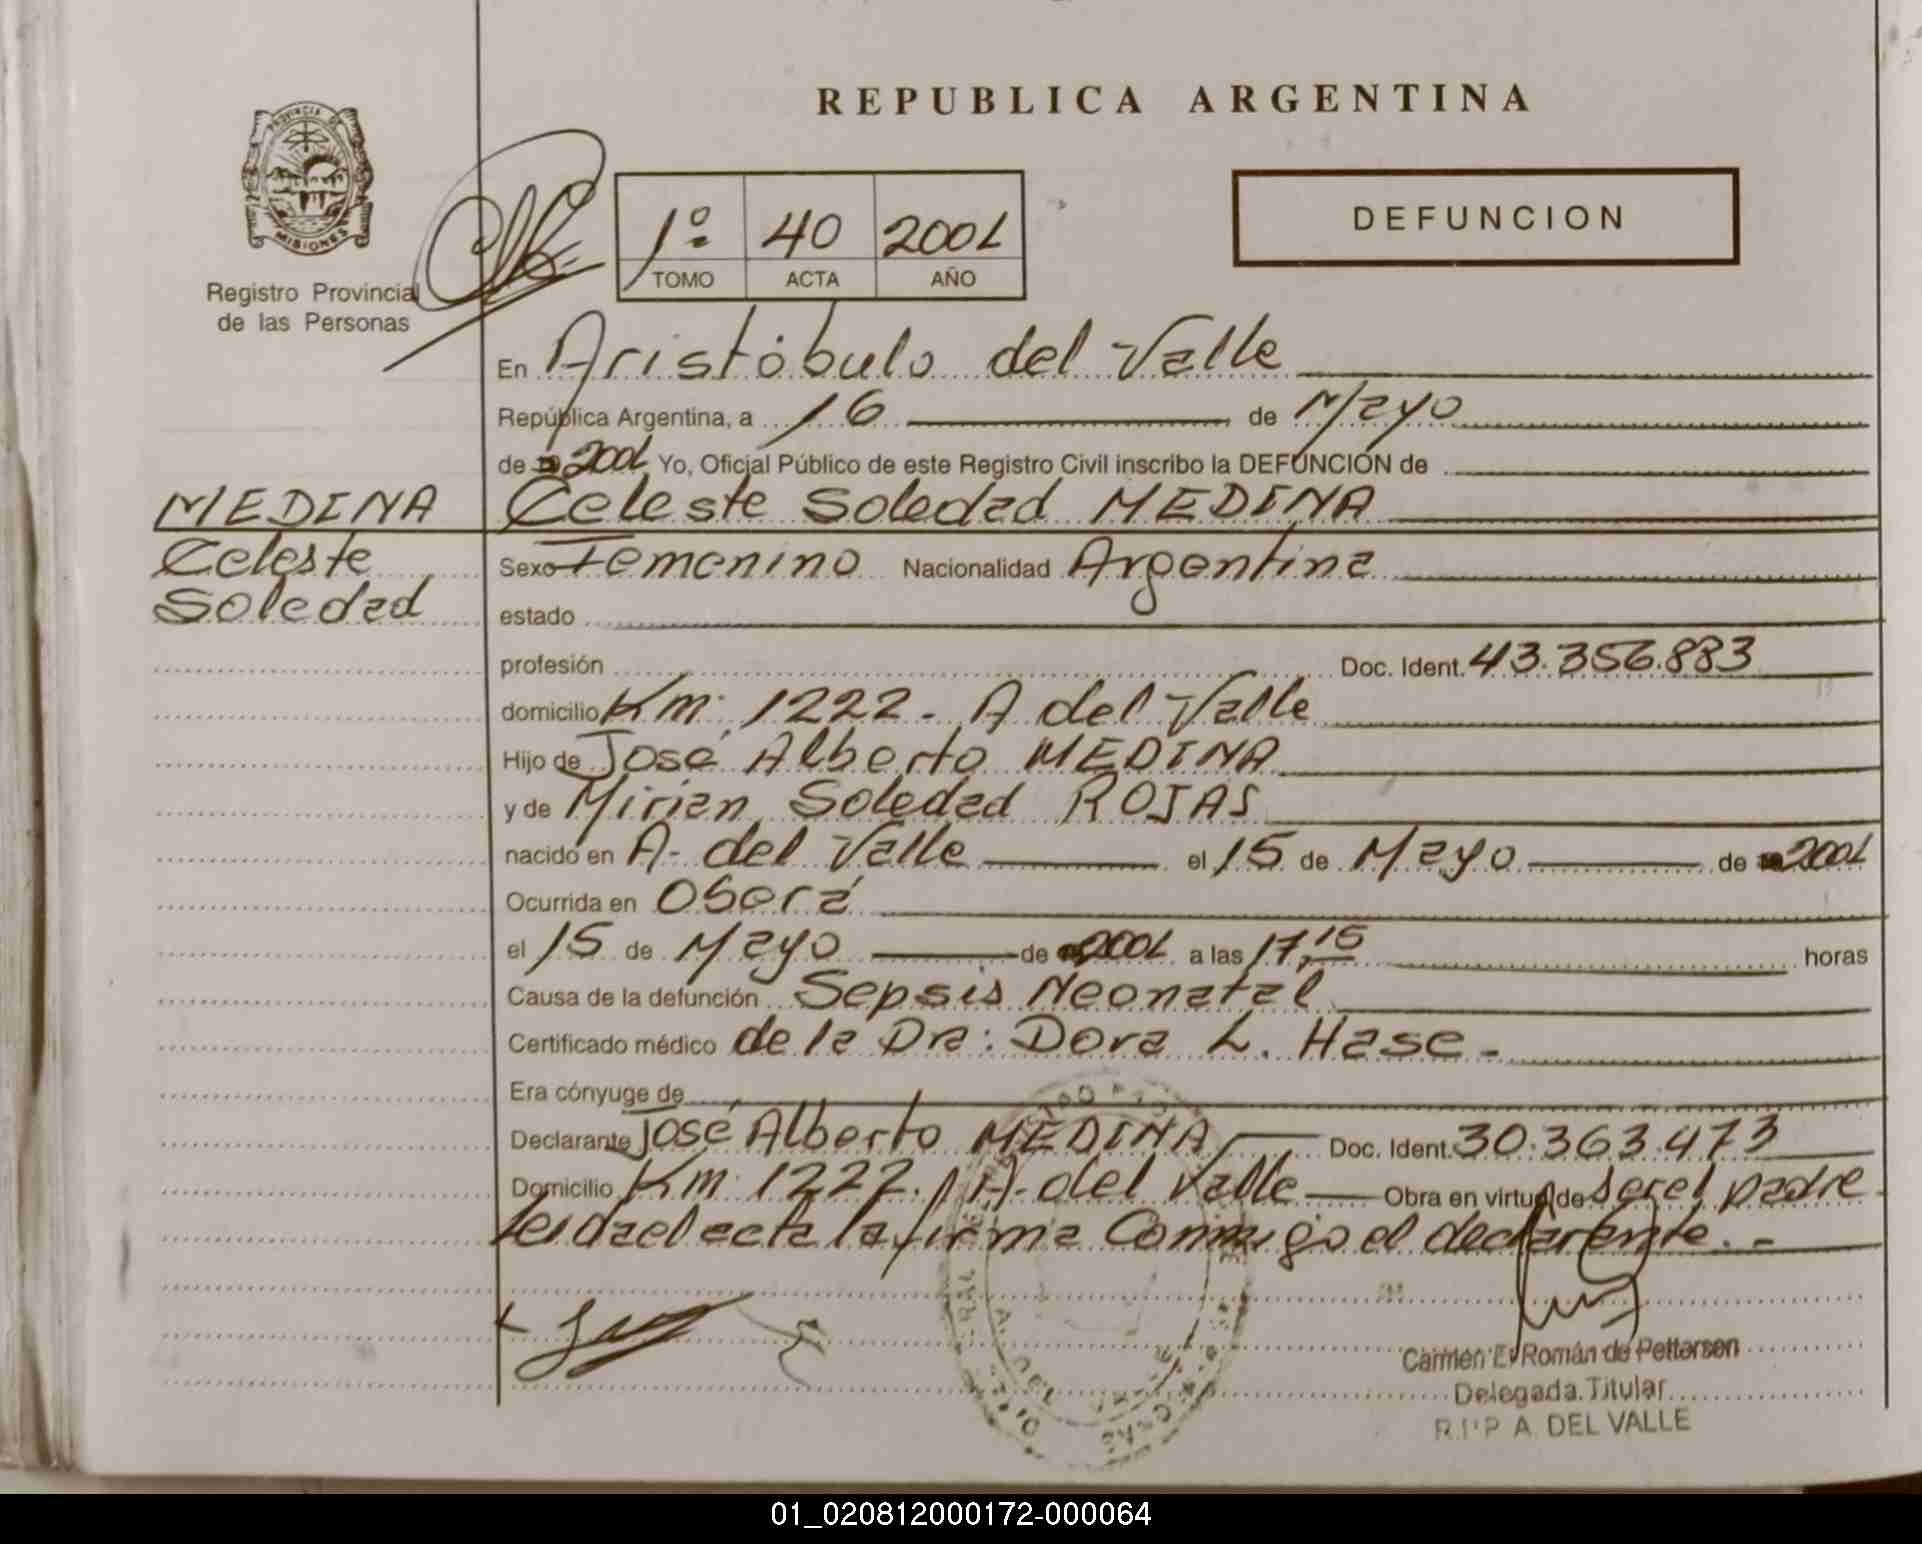 REPUBLICA ARGENTINA
PROVINCIA DE
MISIONES
Registro Provincial
de las Personas
1º 40 2001
TOMO ACTA AÑO
DEFUNCION
En Aristóbulo del Valle
República Argentina, a 16 de Mayo
de 2001 Yo, Oficial Público de este Registro Civil inscribo la DEFUNCIÓN de
MEDINA
Celeste
Soledad
Celeste Soledad MEDINA
Sexo Femenino Nacionalidad Argentina
estado
profesión Doc. Ident. 43.356.883
domicilio Km. 1222 - A del Valle
Hijo de José Alberto MEDINA
y de Mirian Soledad ROJAS
nacido en A. del Valle el 15 de Mayo de 2001
Ocurrida en Oberá
el 15 de Mayo de 2001 a las 17,15 horas
Causa de la defunción Sepsis Neonatal
Certificado médico de la Dra: Dora L. Hase -
Era cónyuge de
Declarante José Alberto MEDINA Doc. Ident. 30.363.473
Domicilio Km 1222. A. del Valle Obra en virtud de ser el padre
Leida el acta la firma Conmigo el declarante. -
Carmen E. Román de Pettersen
Delegada Titular
R.P.P A. DEL VALLE
01_020812000172-000064